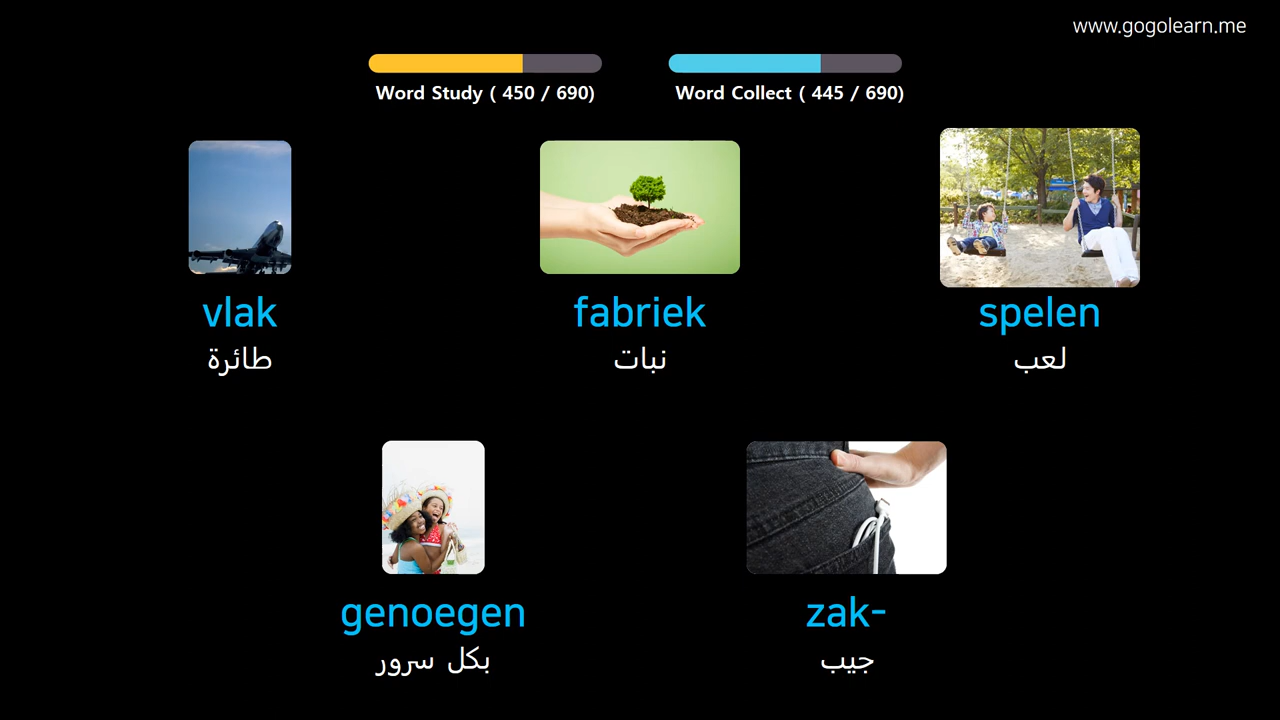 www.gogolearn.me
Word Study ( 450 / 690)
Word Collect ( 445 / 690)
vlak
طائرة
fabriek
نبات
spelen
لعب
genoegen
بكل سرور
zak-
جيب